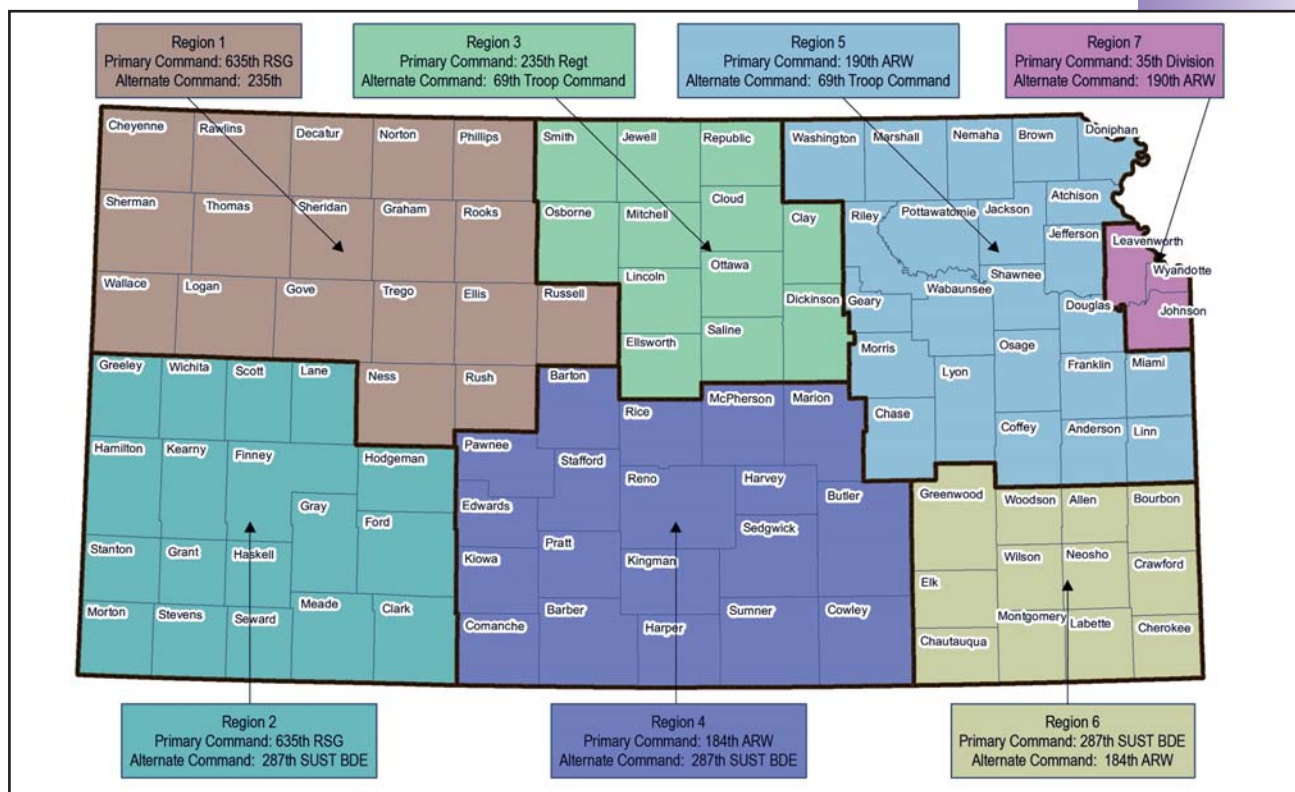 Region 1
Primary Command: 635th RSG
Alternate Command: 235th
Region 3
Primary Command: 235th Regt
Alternate Command: 69th Troop Command
Region 5
Primary Command: 190th ARW
Alternate Command: 69th Troop Command
Region 7
Primary Command: 35th Division
Alternate Command: 190th ARW
Cheyenne
Rawlins
Decatur
Norton
Phillips
Smith
Jewell
Republic
Washington
Marshall
Nemaha
Brown
Doniphan
Sherman
Thomas
Sheridan
Graham
Rooks
Osborne
Mitchell
Cloud
Clay
Riley
Pottawatomie
Jackson
Atchison
Jefferson
Leavenworth
Wyandotte
Wallace
Logan
Gove
Trego
Ellis
Russell
Lincoln
Ottawa
Dickinson
Geary
Wabaunsee
Shawnee
Douglas
Johnson
Ellsworth
Saline
Morris
Osage
Franklin
Miami
Greeley
Wichita
Scott
Lane
Ness
Rush
Barton
Rice
McPherson
Marion
Chase
Lyon
Coffey
Anderson
Linn
Hamilton
Kearny
Finney
Hodgeman
Pawnee
Stafford
Reno
Harvey
Butler
Greenwood
Woodson
Allen
Bourbon
Gray
Ford
Edwards
Sedgwick
Stanton
Grant
Haskell
Kiowa
Pratt
Kingman
Elk
Wilson
Neosho
Crawford
Morton
Stevens
Seward
Meade
Clark
Comanche
Barber
Harper
Sumner
Cowley
Chautauqua
Montgomery
Labette
Cherokee
Region 2
Primary Command: 635th RSG
Alternate Command: 287th SUST BDE
Region 4
Primary Command: 184th ARW
Alternate Command: 287th SUST BDE
Region 6
Primary Command: 287th SUST BDE
Alternate Command: 184th ARW